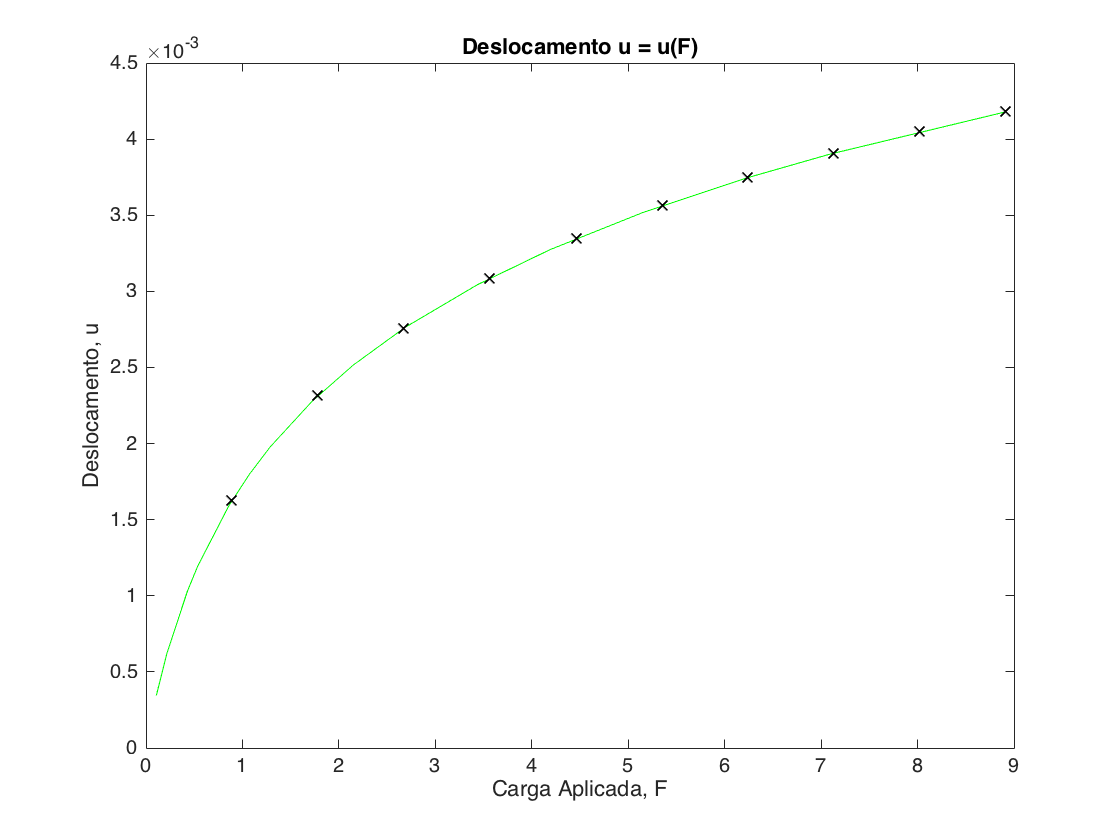 Deslocamento u = u(F)
×10-3
4.5
4
3.5
3
2.5
2
1.5
1
0.5
0
Deslocamento, u
0 1 2 3 4 5 6 7 8 9
Carga Aplicada, F